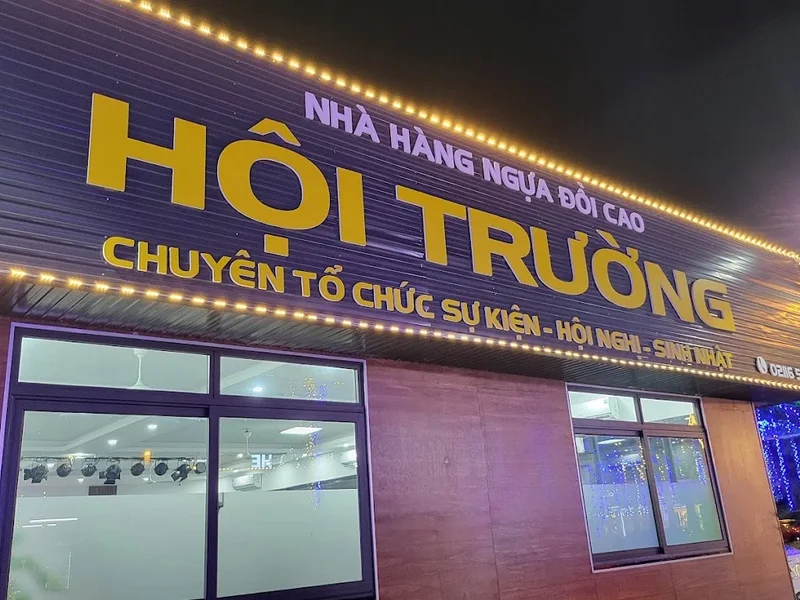 NHÀ HÀNG NGỰA ĐỒI CAO
HỘI TRƯỜNG
CHUYÊN TỔ CHỨC SỰ KIỆN - HỘI NGHỊ - SINH NHẬT